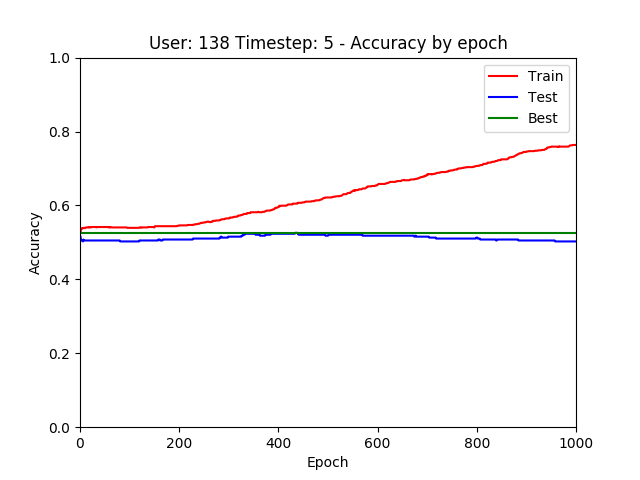 User: 138 Timestep: 5 - Accuracy by epoch
1.0
0.8
0.6
0.4
0.2
0.0
Accuracy
Train
Test
Best
0 200 400 600 800 1000
Epoch